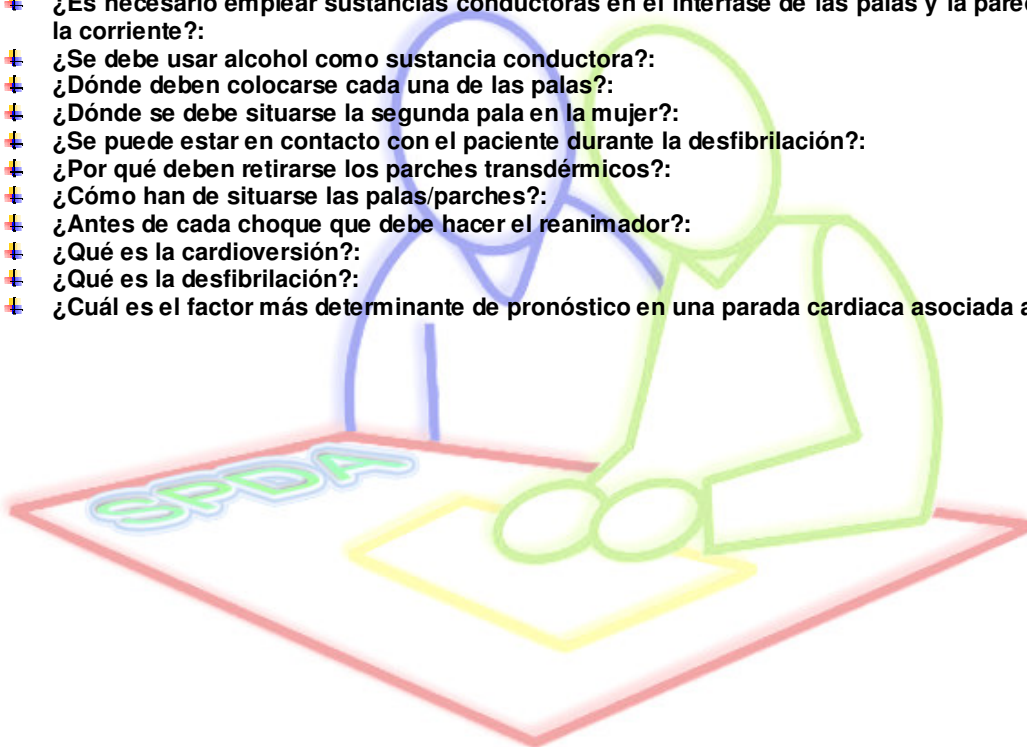 ¿Es necesario emplear sustancias conductoras en el interfase de las palas y la
la corriente?:
¿Se debe usar alcohol como sustancia conductora?:
¿Dónde deben colocarse cada una de las palas?:
¿Dónde se debe situarse la segunda pala en la mujer?:
¿Se puede estar en contacto con el paciente durante la desfibrilación?:
¿Por qué deben retirarse los parches transdérmicos?:
¿Cómo han de situarse las palas/parches?:
¿Antes de cada choque que debe hacer el reanimador?:
¿Qué es la cardioversión?:
¿Qué es la desfibrilación?:
¿Cuál es el factor más determinante de pronóstico en una parada cardiaca asociada
SPDA